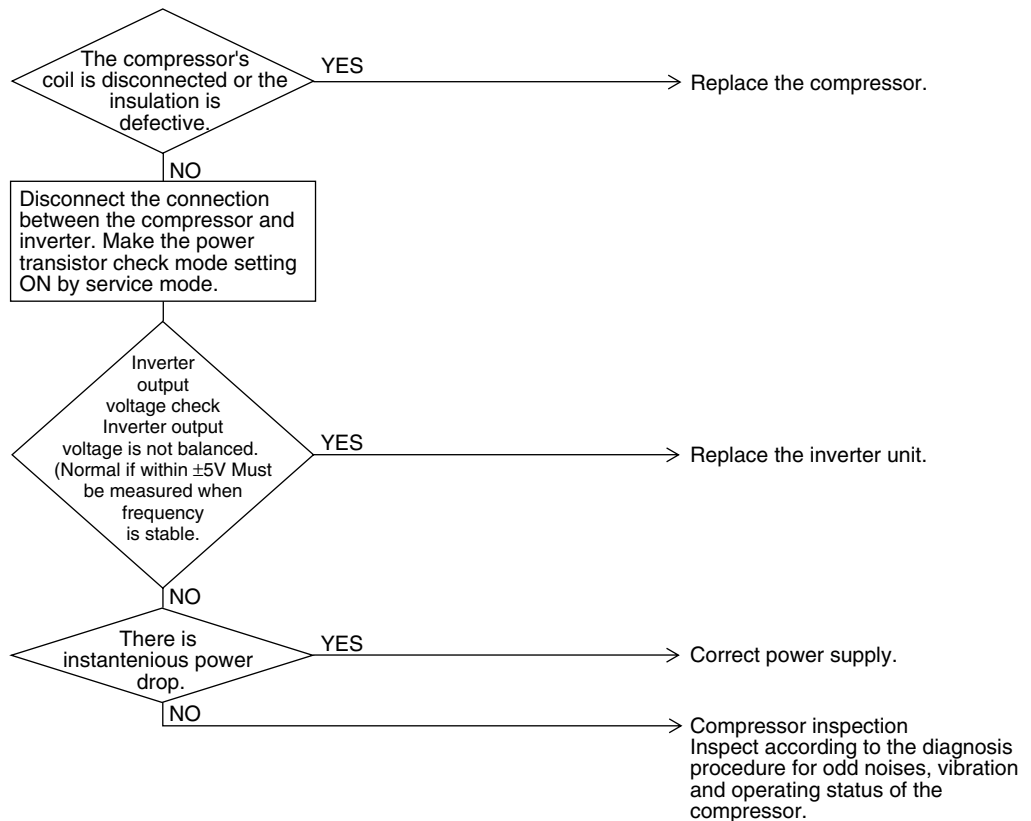 The compressor's
coil is disconnected or the
insulation is
defective.
YES
Replace the compressor.
NO
Disconnect the connection
between the compressor and
inverter. Make the power
transistor check mode setting
ON by service mode.
Inverter
output
voltage check
Inverter output
voltage is not balanced.
(Normal if within ±5V Must
be measured when
frequency
is stable.
YES
Replace the inverter unit.
NO
There is
instantenious power
drop.
YES
Correct power supply.
NO
Compressor inspection
Inspect according to the diagnosis
procedure for odd noises, vibration
and operating status of the
compressor.